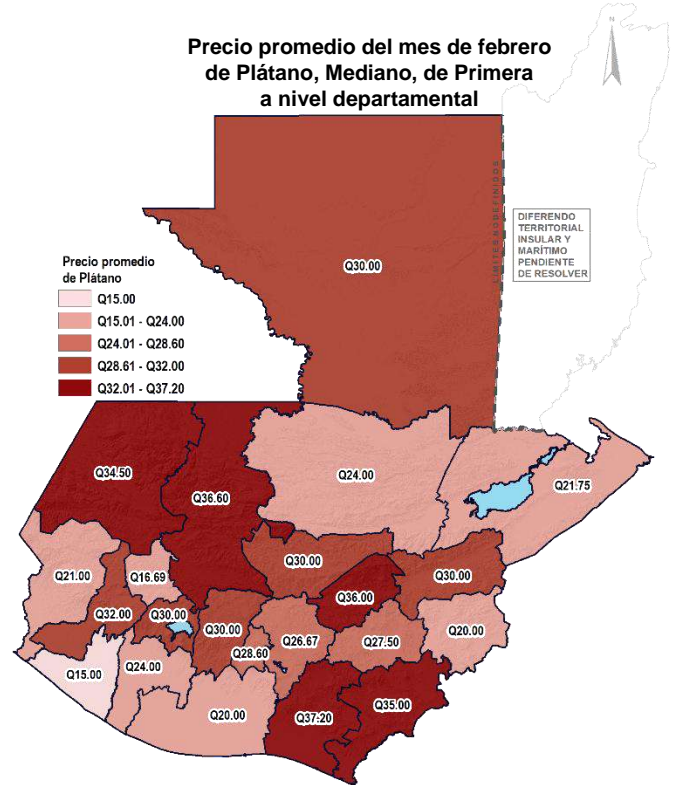 Precio promedio del mes de febrero
de Plátano, Mediano, de Primera
a nivel departamental
N
LÍMITES NO DEFINIDOS
DIFERENDO
TERRITORIAL
INSULAR Y
MARÍTIMO
PENDIENTE
DE RESOLVER
Precio promedio
de Plátano
Q15.00
Q15.01 - Q24.00
Q24.01 - Q28.60
Q28.61 - Q32.00
Q32.01 - Q37.20
Q30.00
Q34.50
Q36.60
Q24.00
Q21.75
Q21.00
Q16.69
Q30.00
Q30.00
Q36.00
Q32.00
Q30.00
Q30.00
Q26.67
Q27.50
Q20.00
Q28.60
Q15.00
Q24.00
Q20.00
Q37.20
Q35.00